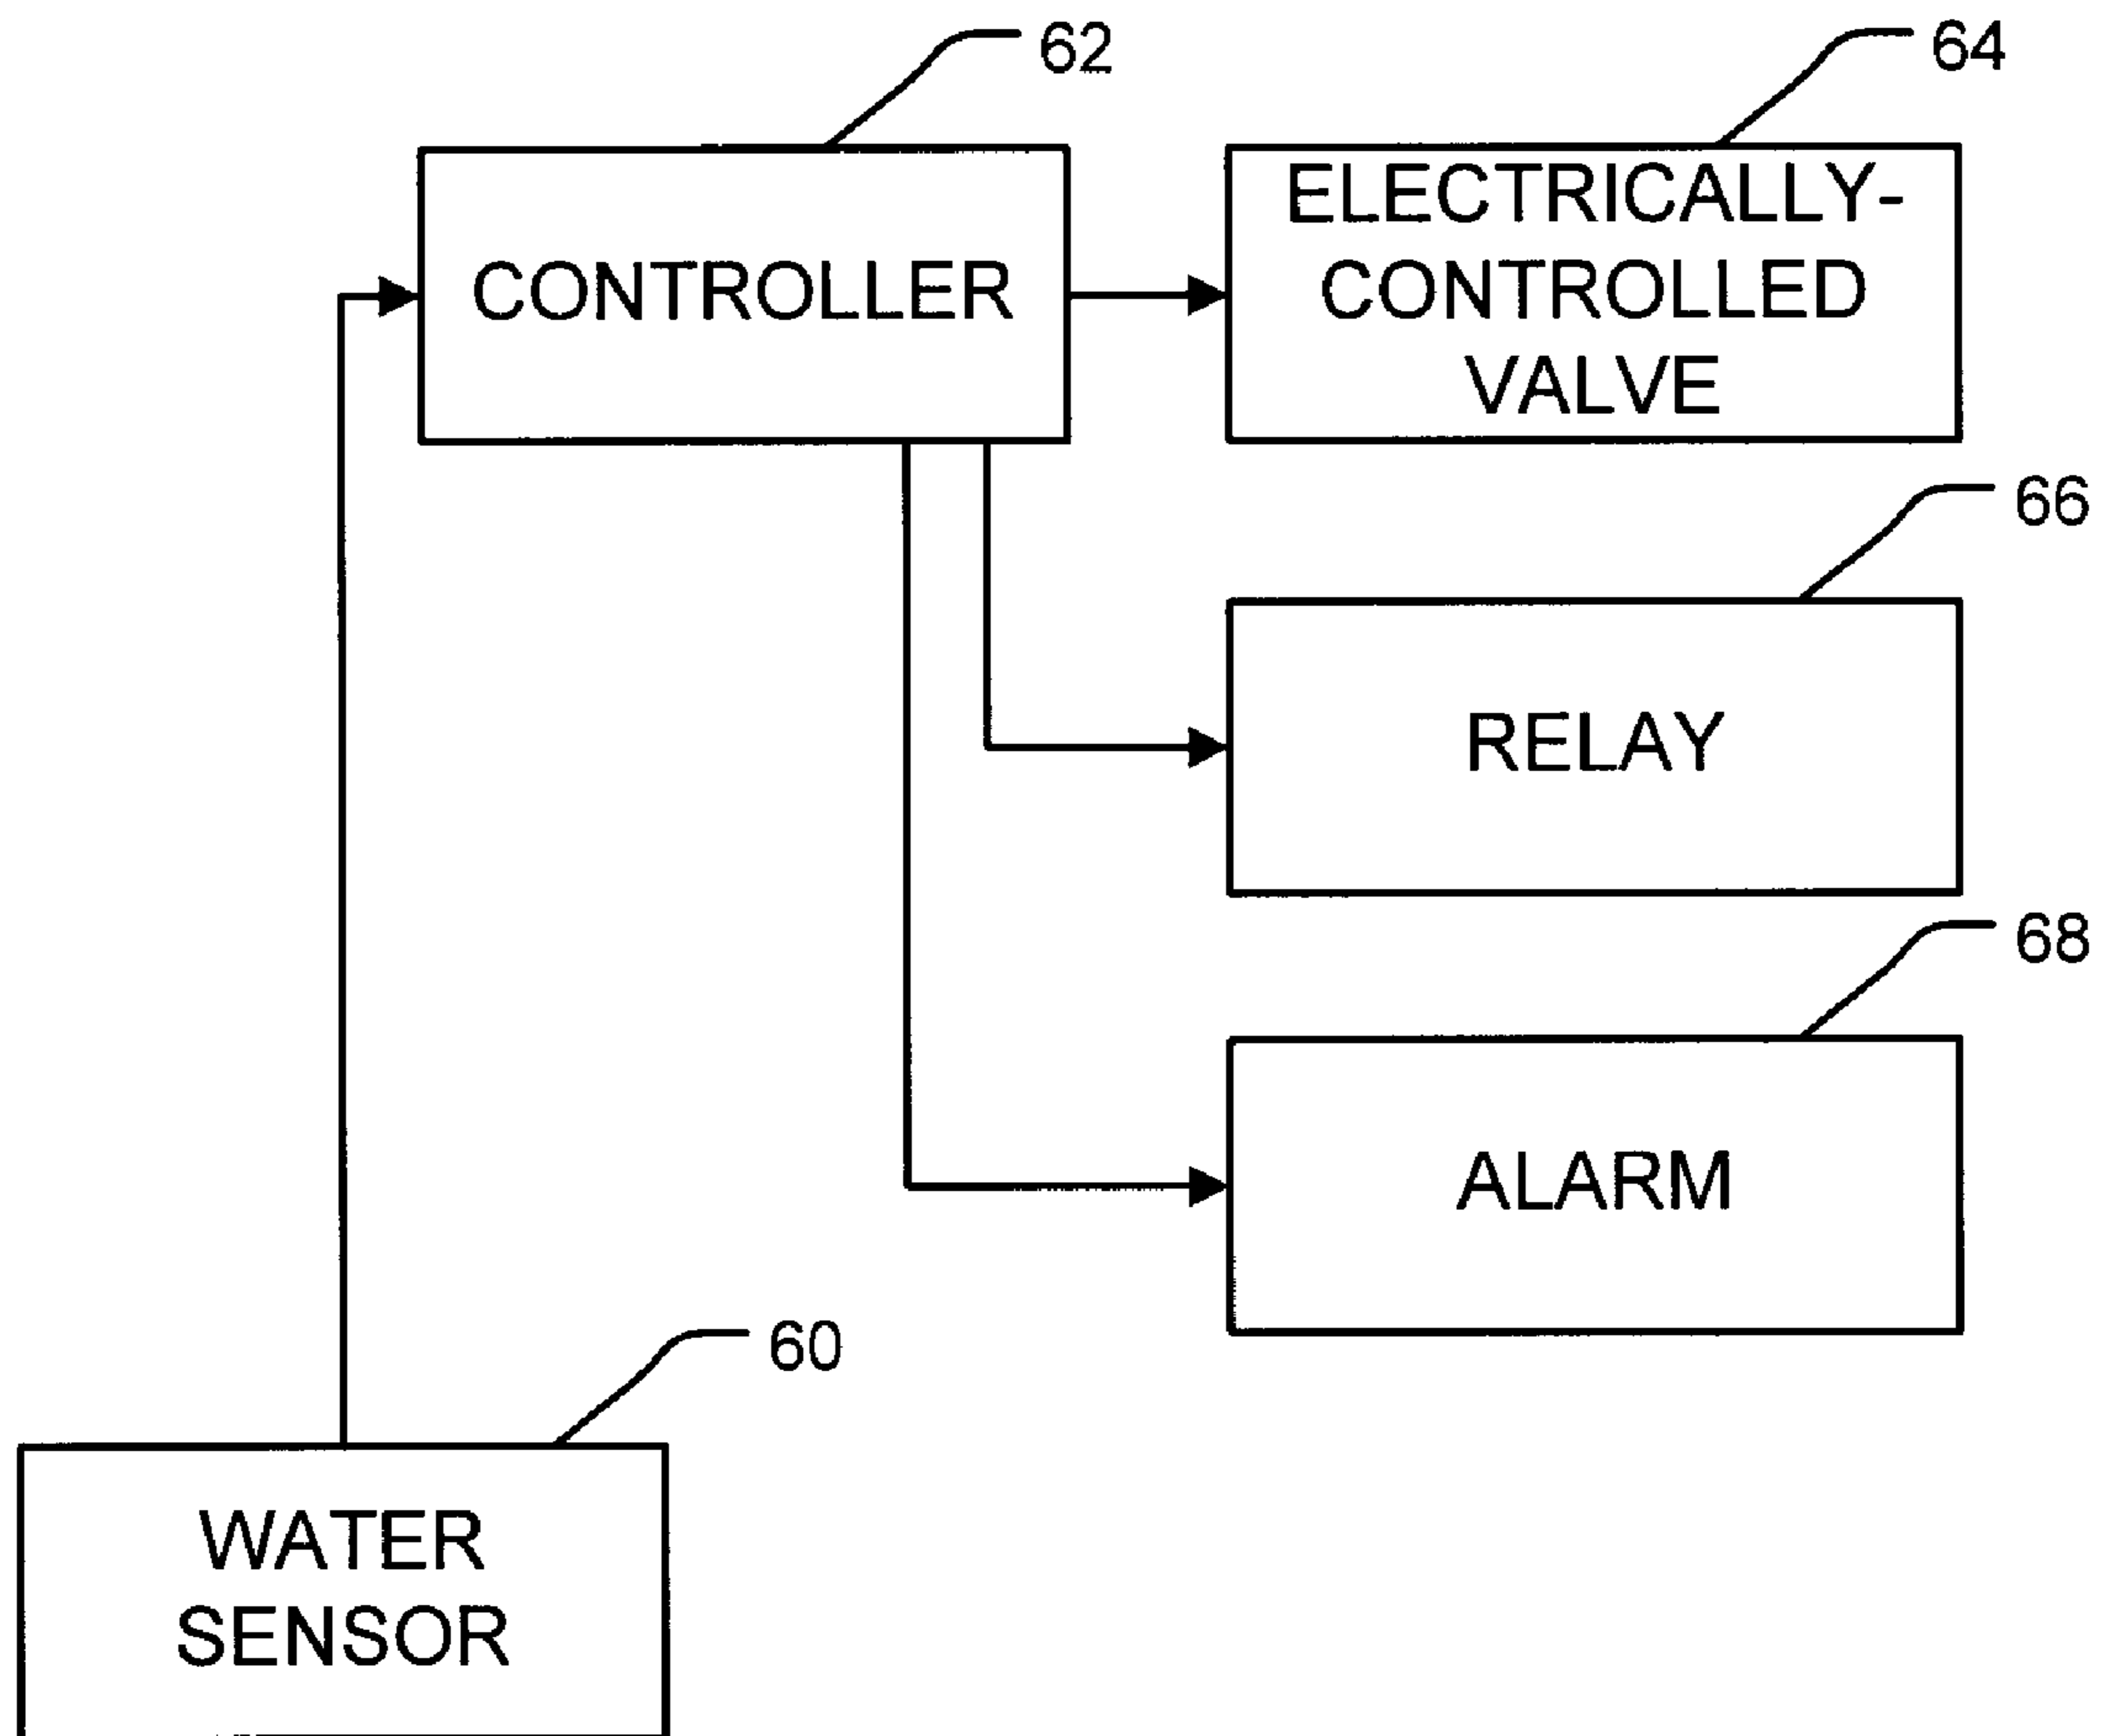 62
64
CONTROLLER
ELECTRICALLY-
CONTROLLED
VALVE
66
RELAY
68
ALARM
60
WATER
SENSOR